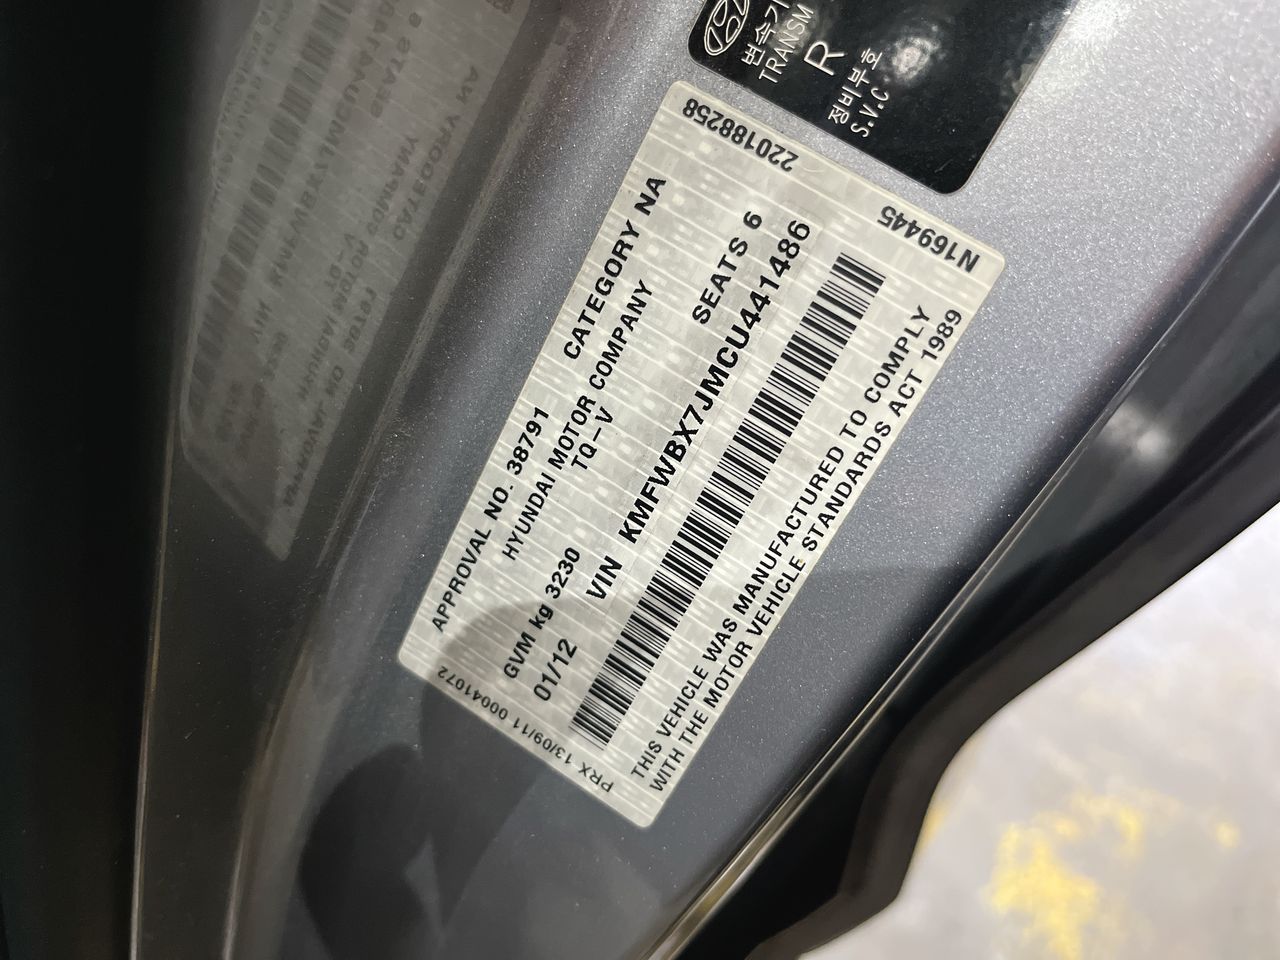 변속기
TRANSM
R
정비부호
S.V.C
220188258
N169445
APPROVAL NO. 38791 CATEGORY NA
HYUNDAI MOTOR COMPANY
TQ-V
GVM kg 3230 SEATS 6
01/12 VIN KMFWBX7JMCU441486
THIS VEHICLE WAS MANUFACTURED TO COMPLY
WITH THE MOTOR VEHICLE STANDARDS ACT 1989
PRX 13/09/11 00041072